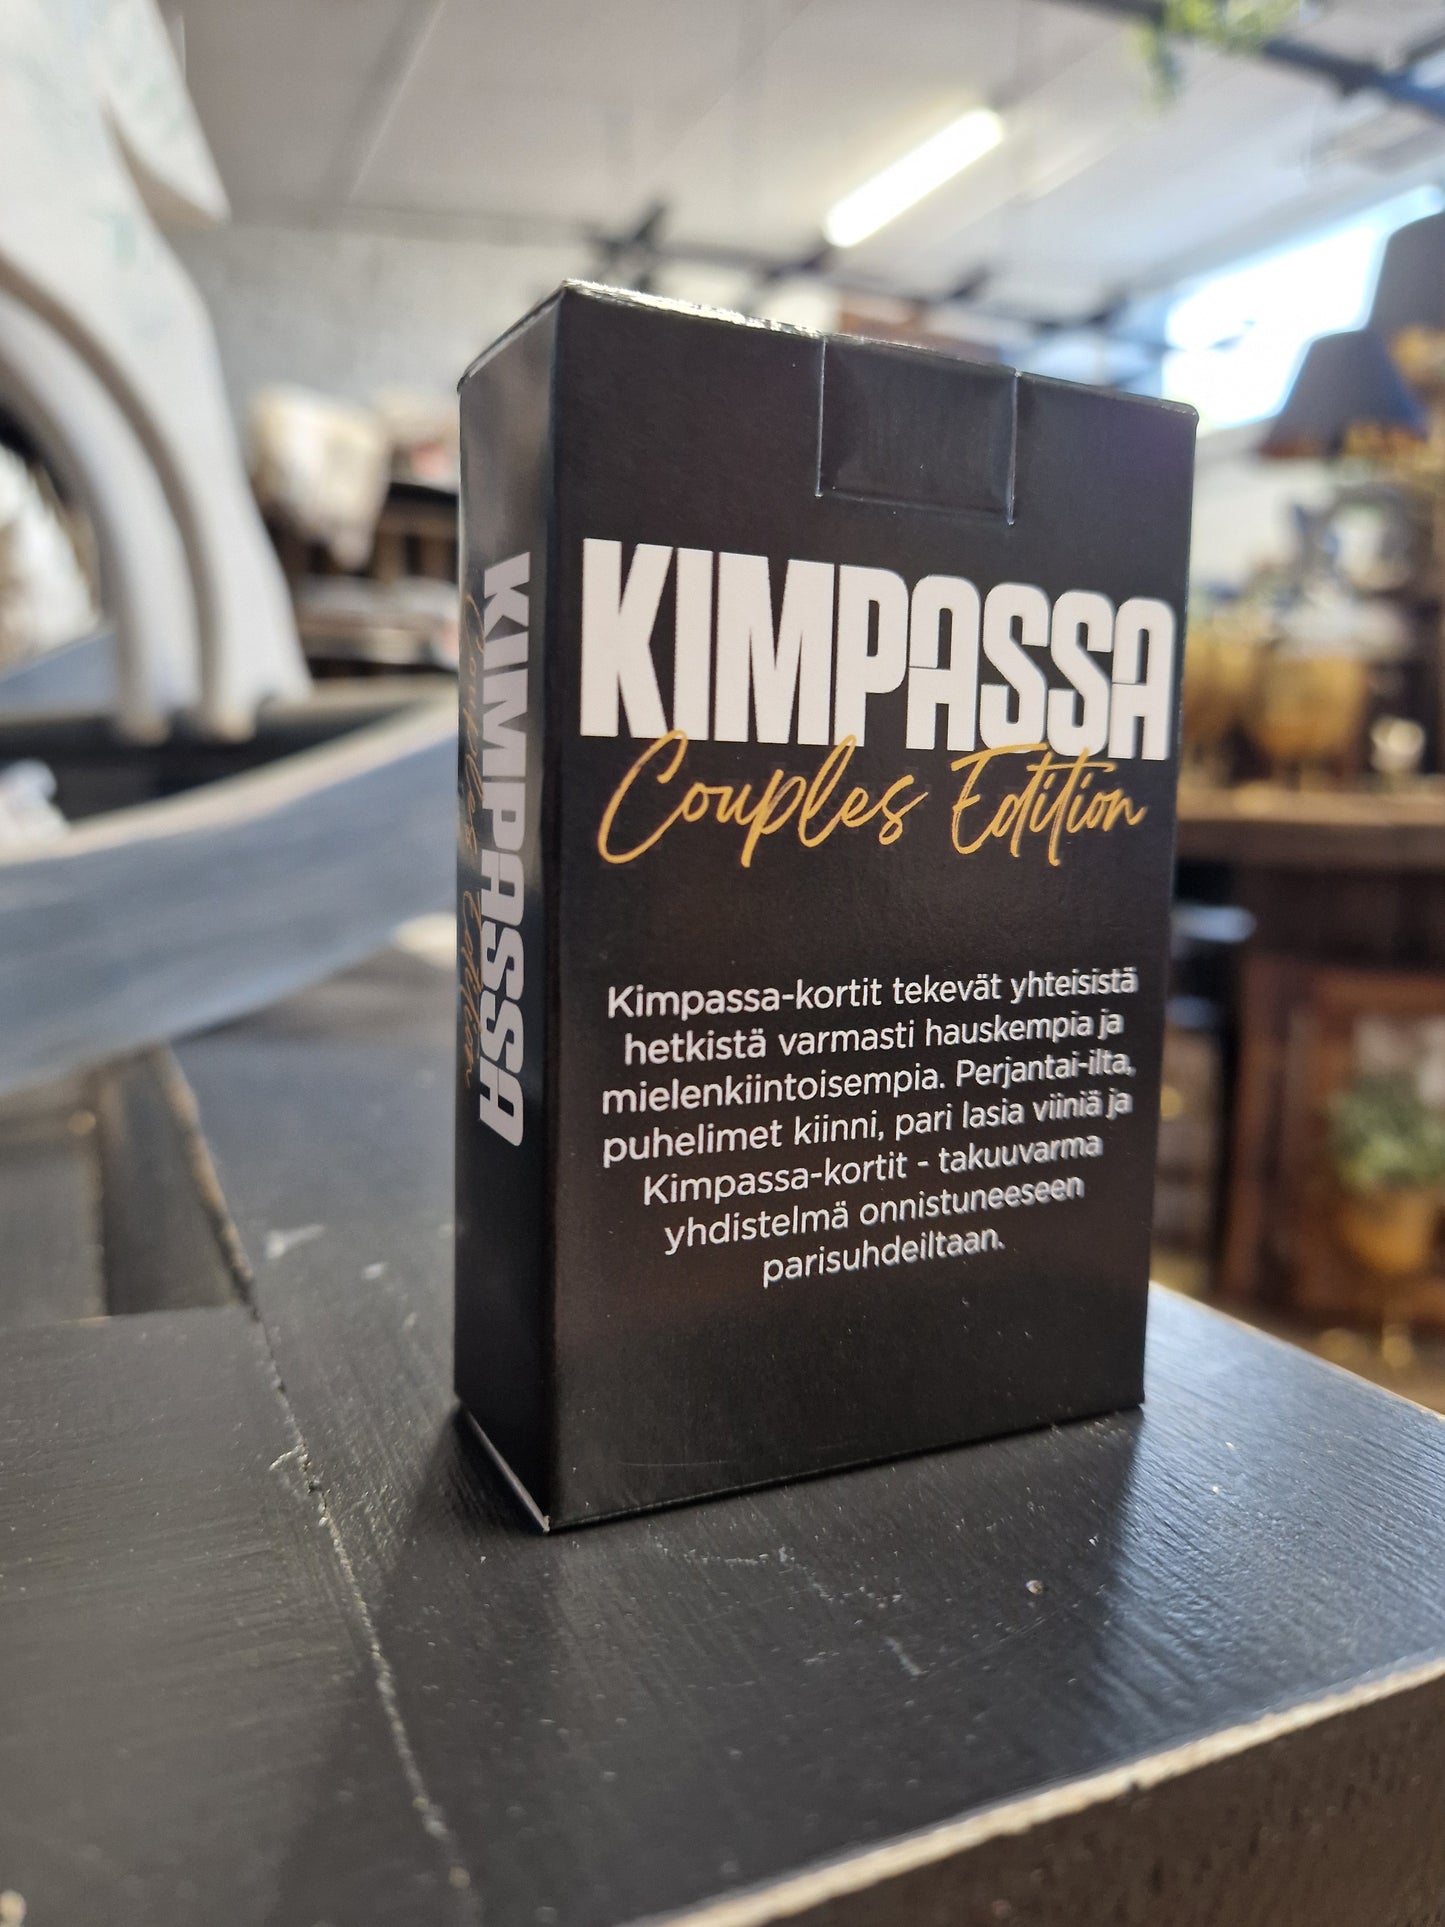 KIMPASSA
Couples Edition
KIMPASSA
Couples Edition
Kimpassa-kortit tekevät yhteisistä
hetkistä varmasti hauskempia ja
mielenkiintoisempia. Perjantai-ilta,
puhelimet kiinni, pari lasia viiniä ja
Kimpassa-kortit - takuuvarma
yhdistelmä onnistuneeseen
parisuhdeiltaan.